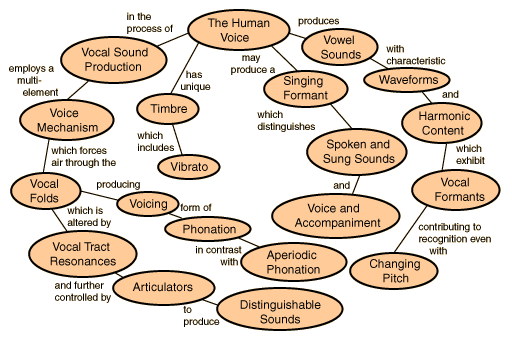 in the
process of
The Human
Voice
produces
Vowel
Sounds
with
characteristic
Waveforms
and
Harmonic
Content
which
exhibit
Vocal
Formants
contributing to
recognition even
with
Changing
Pitch
may
produce a
Singing
Formant
which
distinguishes
Spoken and
Sung Sounds
and
Voice and
Accompaniment
has
unique
Timbre
which
includes
Vibrato
Vocal Sound
Production
employs a
multi-
element
Voice
Mechanism
which forces
air through the
Vocal
Folds
producing
Voicing
form of
Phonation
in contrast
with
Aperiodic
Phonation
which is
altered by
Vocal Tract
Resonances
and further
controlled by
Articulators
to
produce
Distinguishable
Sounds